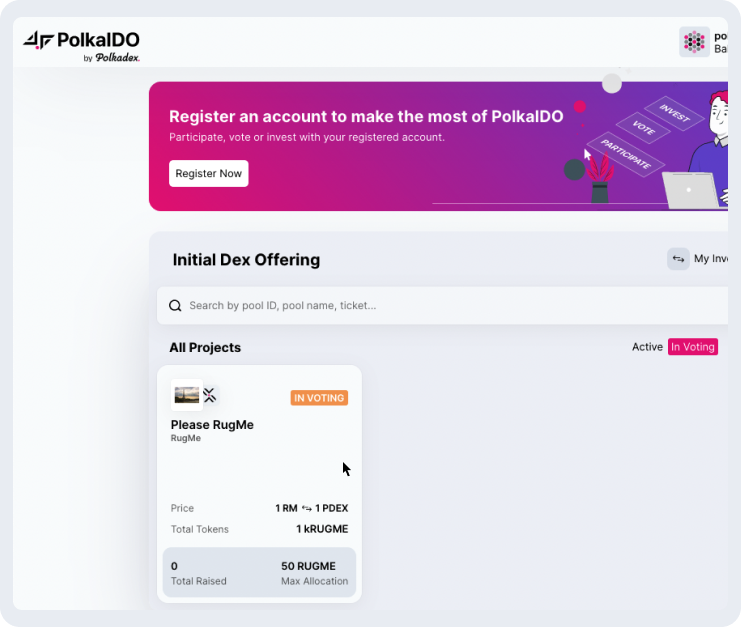 PolkaIDO
by Polkadex.
Register an account to make the most of PolkaIDO
Participate, vote or invest with your registered account.
Register Now
INVEST
VOTE
PARTICIPATE
Initial Dex Offering
My
Search by pool ID, pool name, ticket...
All Projects
Active In Voting
IN VOTING
Please RugMe
RugMe
Price 1 RM ⇆ 1 PDEX
Total Tokens 1 kRUGME
0 50 RUGME
Total Raised Max Allocation